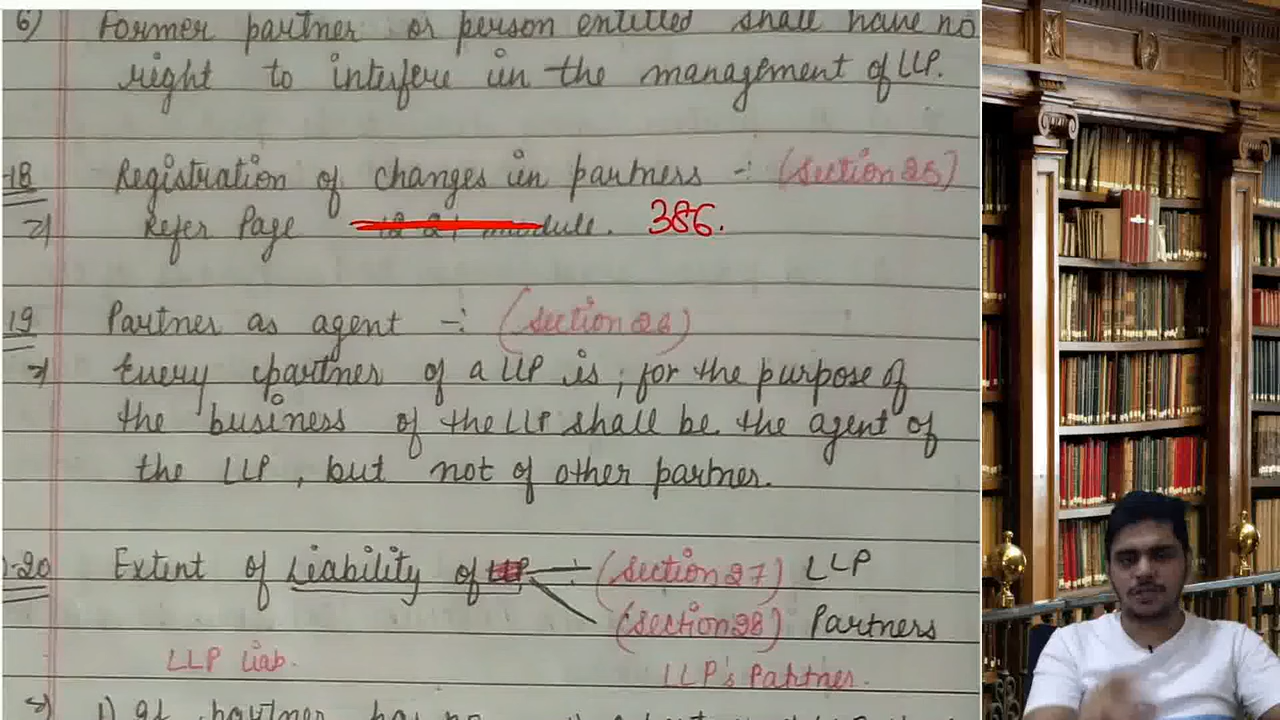 6) Former partner or person entitled shall have no
right to interfere in the management of LLP.
18 Registration of changes in partners -: (section 25)
Refer Page module. 386.
19 Partner as agent -: (section 26)
Every partner of a LLP is, for the purpose of
the business of the LLP shall be the agent of
the LLP, but not of other partner.
20 Extent of Liability of LLP -: (section 27) LLP
(section 28) Partners
LLP Liab. LLP's Partner.